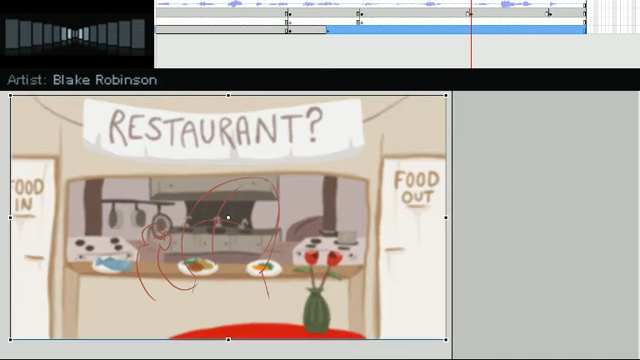 Artist: Blake Robinson
RESTAURANT?
FOOD
IN
FOOD
OUT